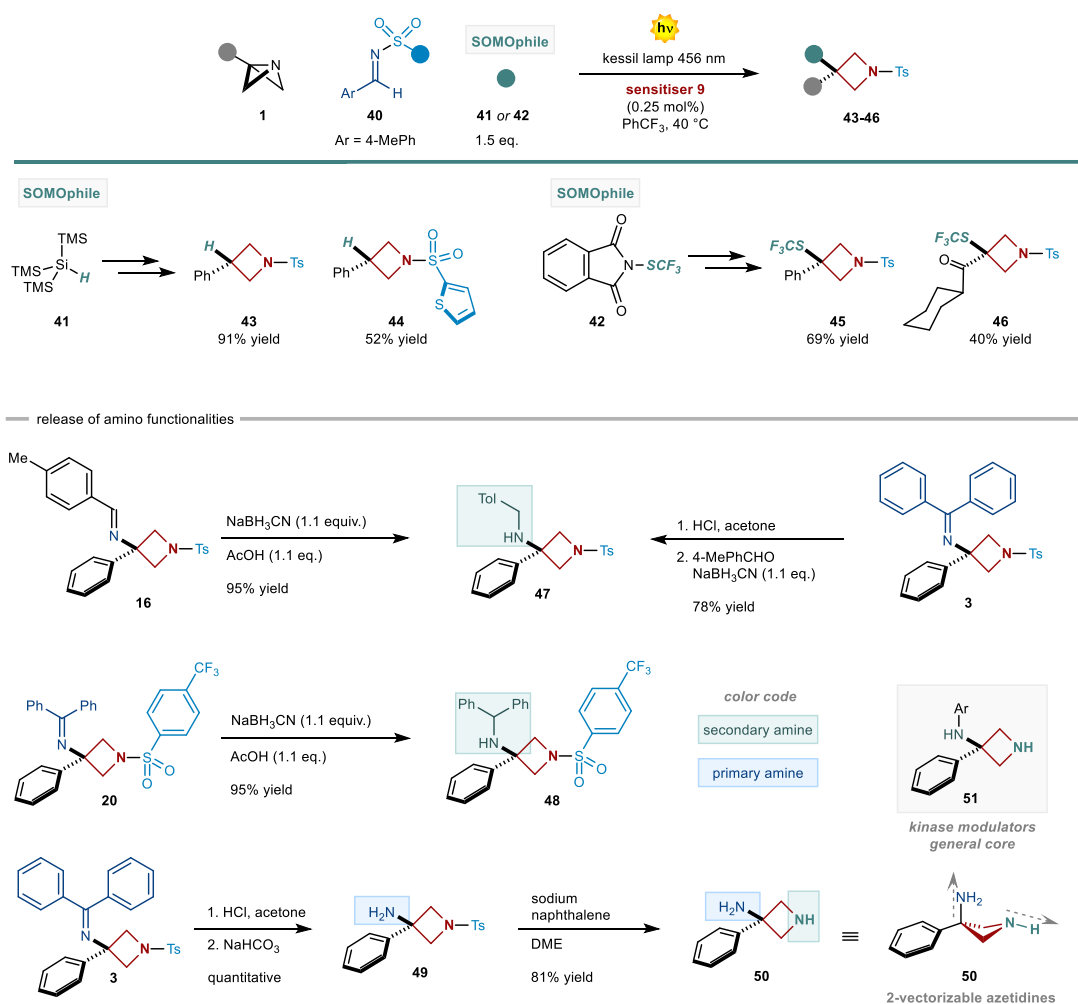 O O
S
N
N
Ar H
SOMOphile
hν
kessil lamp 456 nm
sensitiser 9
(0.25 mol%)
PhCF3, 40 °C
N Ts
1
40
41 or 42
43-46
Ar = 4-MePh
1.5 eq.
SOMOphile
TMS
TMS Si H
TMS
41
H
Ph N Ts
43
91% yield
H
Ph N S O O
S
44
52% yield
SOMOphile
O
N SCF3
O
42
F3CS
Ph N Ts
45
69% yield
F3CS
O N Ts
46
40% yield
release of amino functionalities
Me
N
N Ts
16
NaBH3CN (1.1 equiv.)
AcOH (1.1 eq.)
95% yield
Tol
HN
N Ts
47
1. HCl, acetone
2. 4-MePhCHO
NaBH3CN (1.1 eq.)
78% yield
N
N Ts
3
CF3
Ph Ph
N
N S O
O
20
NaBH3CN (1.1 equiv.)
AcOH (1.1 eq.)
95% yield
CF3
Ph Ph
HN
N S O
O
48
color code
secondary amine
primary amine
Ar
HN
NH
51
kinase modulators
general core
N
N Ts
3
1. HCl, acetone
2. NaHCO3
quantitative
H2N
N Ts
49
sodium
naphthalene
DME
81% yield
H2N
NH
50
≡
NH2
N H
50
2-vectorizable azetidines